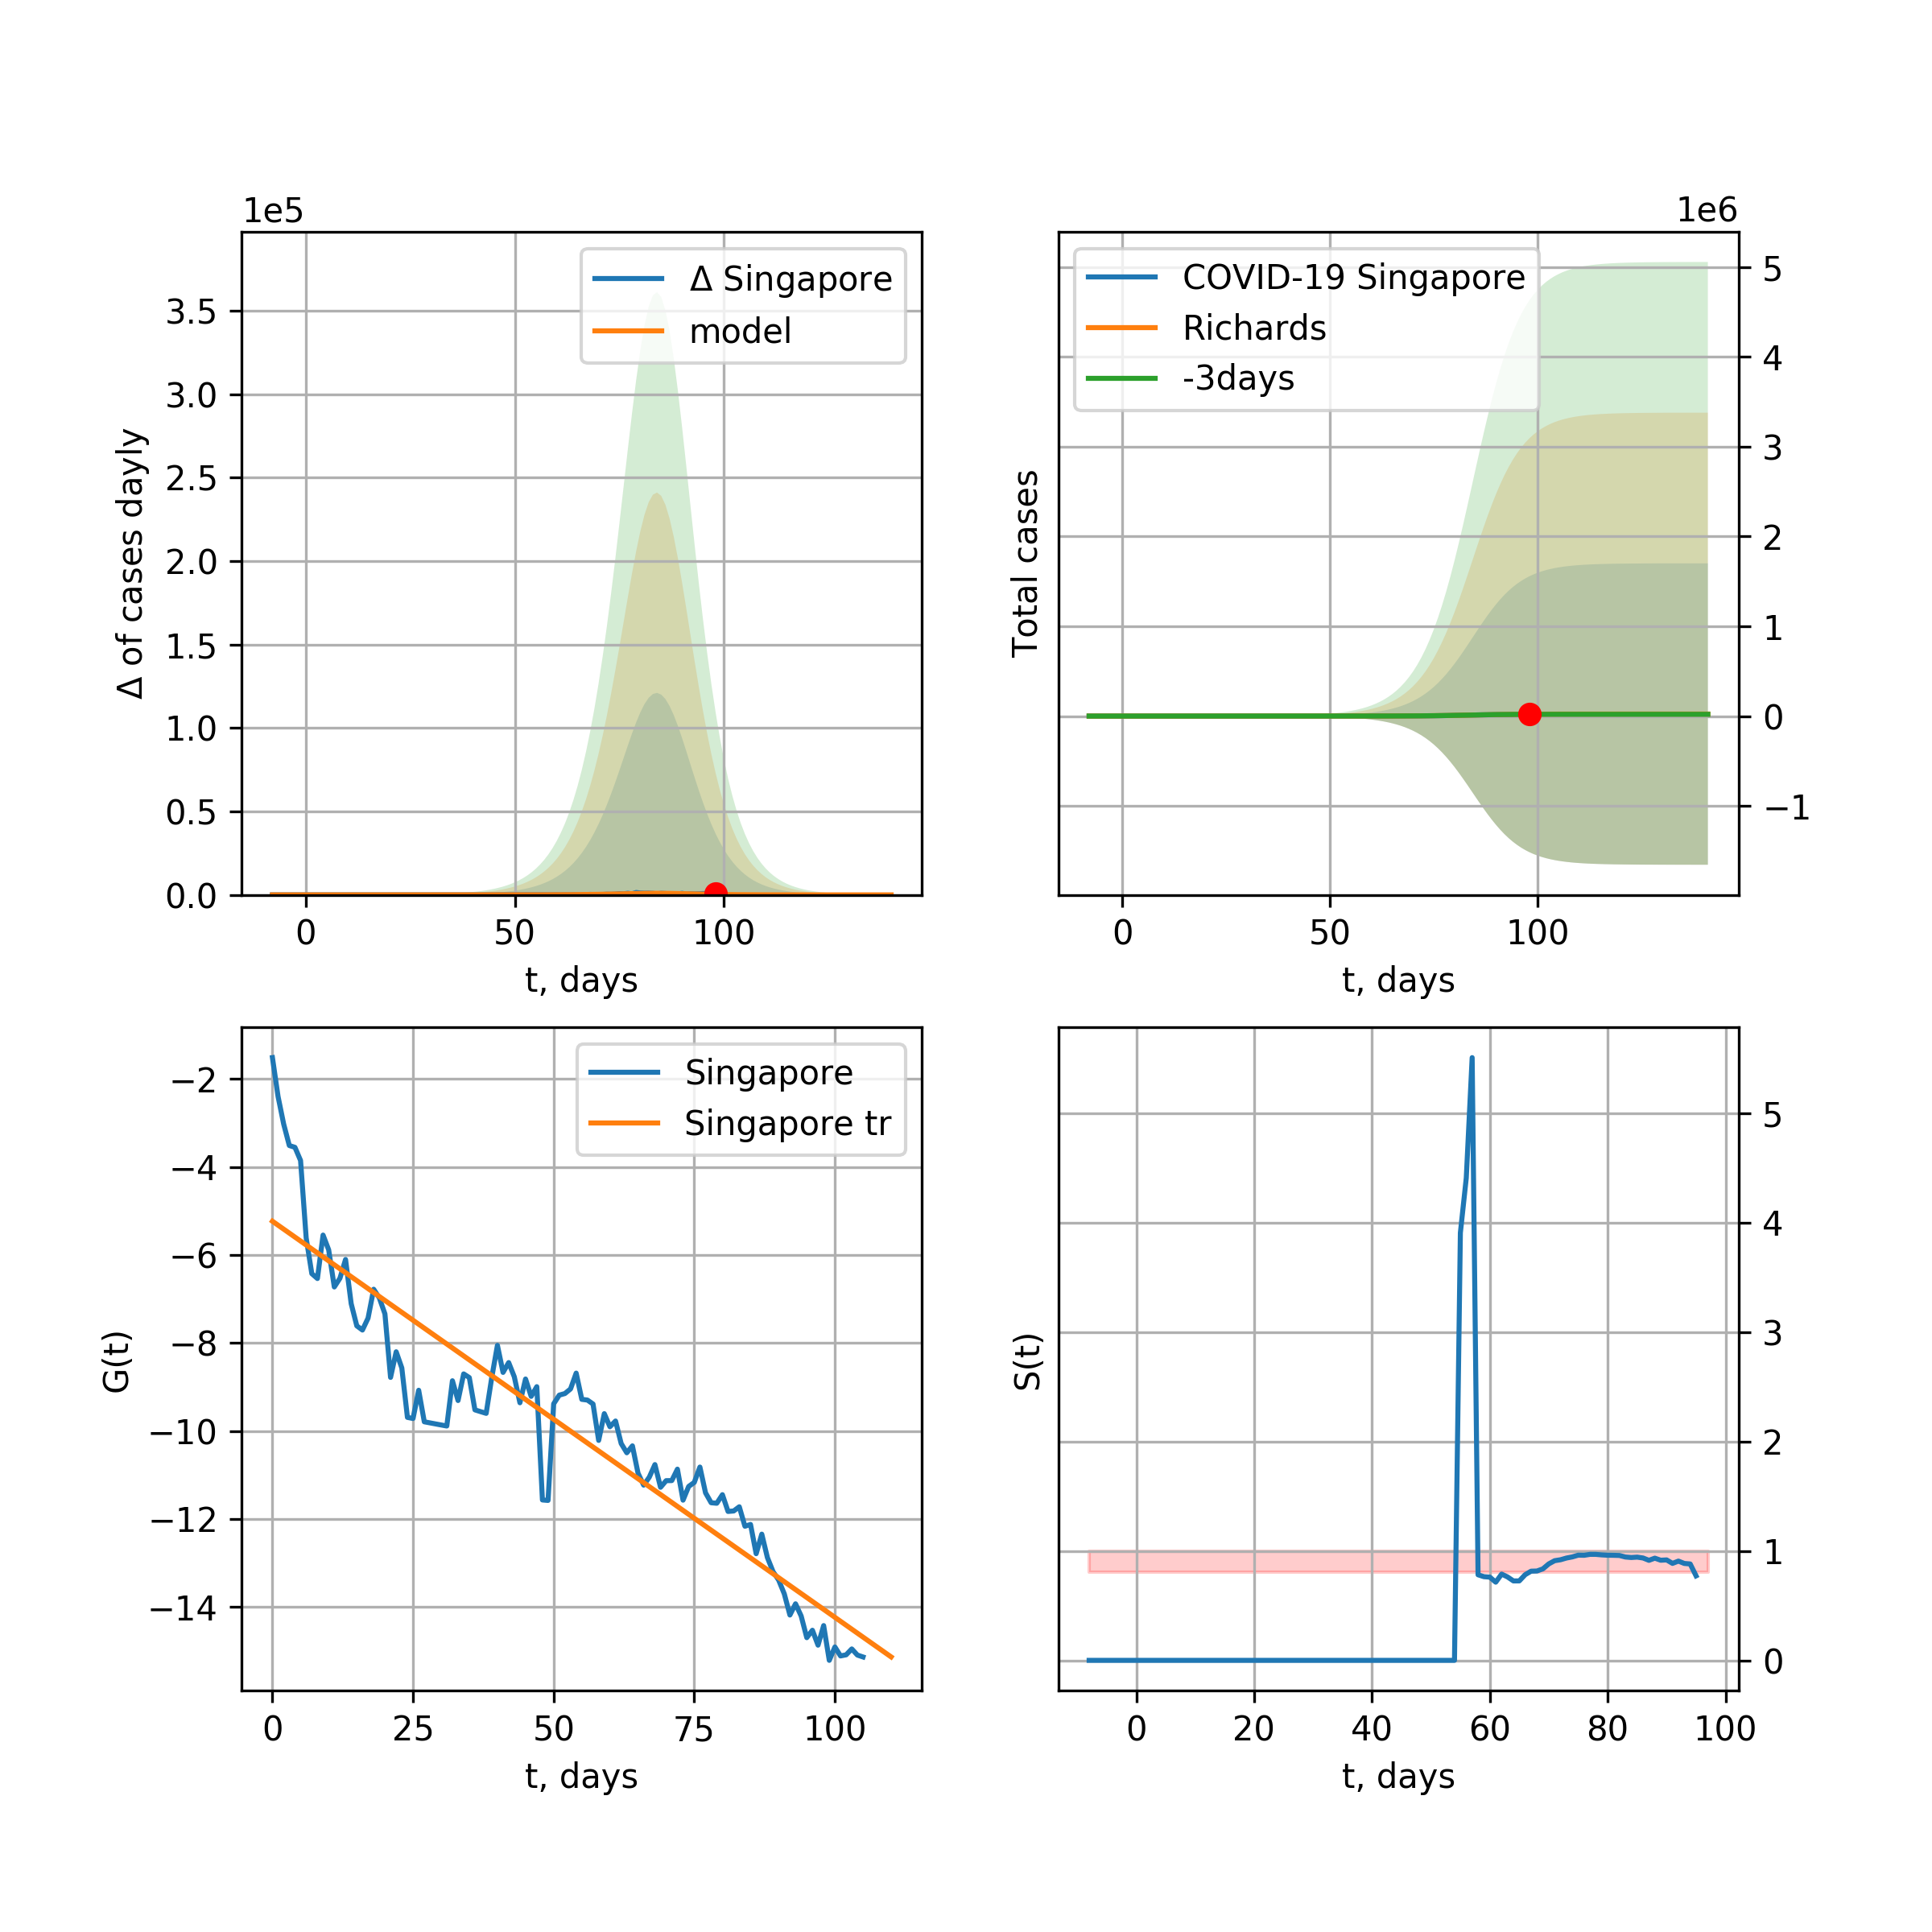 1e5
Δ Singapore
model
3.5
3.0
2.5
2.0
1.5
1.0
0.5
0.0
Δ of cases dayly
0 50 100
t, days
1e6
COVID-19 Singapore
Richards
-3days
5
4
3
2
1
0
−1
Total cases
0 50 100
t, days
Singapore
Singapore tr
−2
−4
−6
−8
−10
−12
−14
G(t)
0 25 50 75 100
t, days
5
4
3
2
1
0
S(t)
0 20 40 60 80 100
t, days